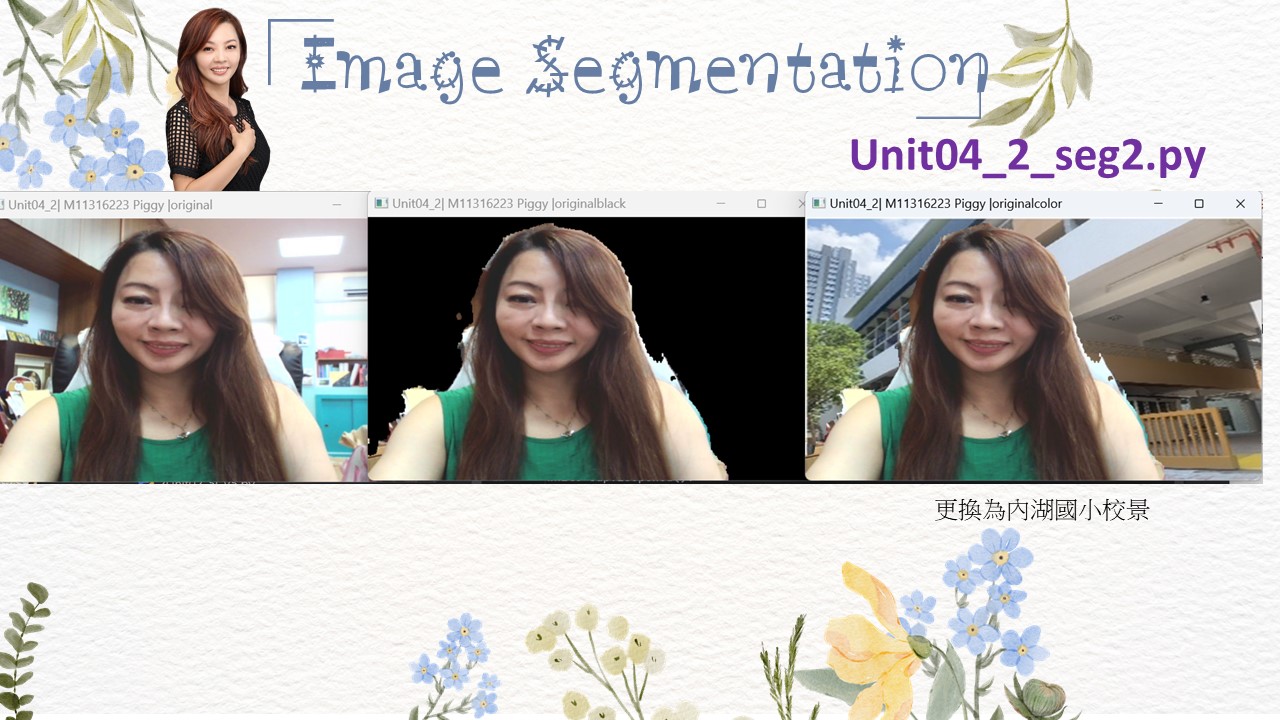 Image Segmentation
Unit04_2_seg2.py
Unit04_2| M11316223 Piggy |original
Unit04_2| M11316223 Piggy |originalblack
Unit04_2| M11316223 Piggy |originalcolor
更換為內湖國小校景